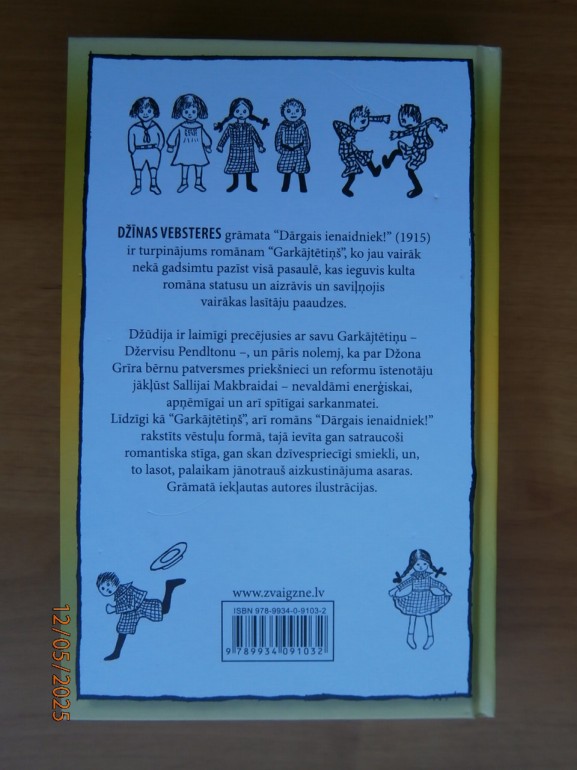 DŽĪNAS VEBSTERES grāmata “Dārgais ienaidniek!” (1915)
ir turpinājums romānam “Garkājtētiņš”, ko jau vairāk
nekā gadsimtu pazīst visā pasaulē, kas ieguvis kulta
romāna statusu un aizrāvis un saviļņojis
vairākas lasītāju paaudzes.
Džūdija ir laimīgi precējusies ar savu Garkājtētiņu –
Džervisu Pendltonu –, un pāris nolemj, ka par Džona
Grīra bērnu patversmes priekšnieci un reformu īstenotāju
jākļūst Sallijai Makbraidai – nevaldāmi enerģiskai,
apņēmīgai un arī spītīgai sarkanmatei.
Līdzīgi kā “Garkājtētiņš”, arī romāns “Dārgais ienaidniek!”
rakstīts vēstuļu formā, tajā ievīta gan satraucoši
romantiska stīga, gan skan dzīvespriecīgi smiekli, un,
to lasot, palaikam jānotrauš aizkustinājuma asaras.
Grāmatā iekļautas autores ilustrācijas.
www.zvaigzne.lv
ISBN 978-9934-0-9103-2
9 789934 091032
12/05/2025